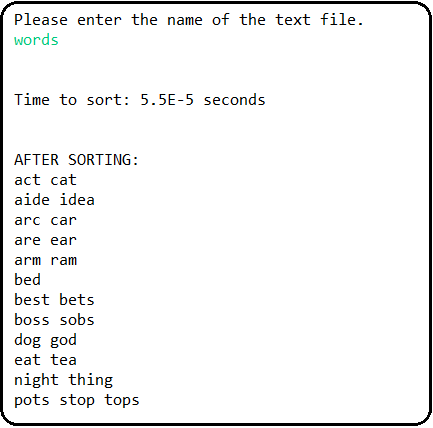 Please enter the name of the text file.
words
Time to sort: 5.5E-5 seconds
AFTER SORTING:
act cat
aide idea
arc car
are ear
arm ram
bed
best bets
boss sobs
dog god
eat tea
night thing
pots stop tops